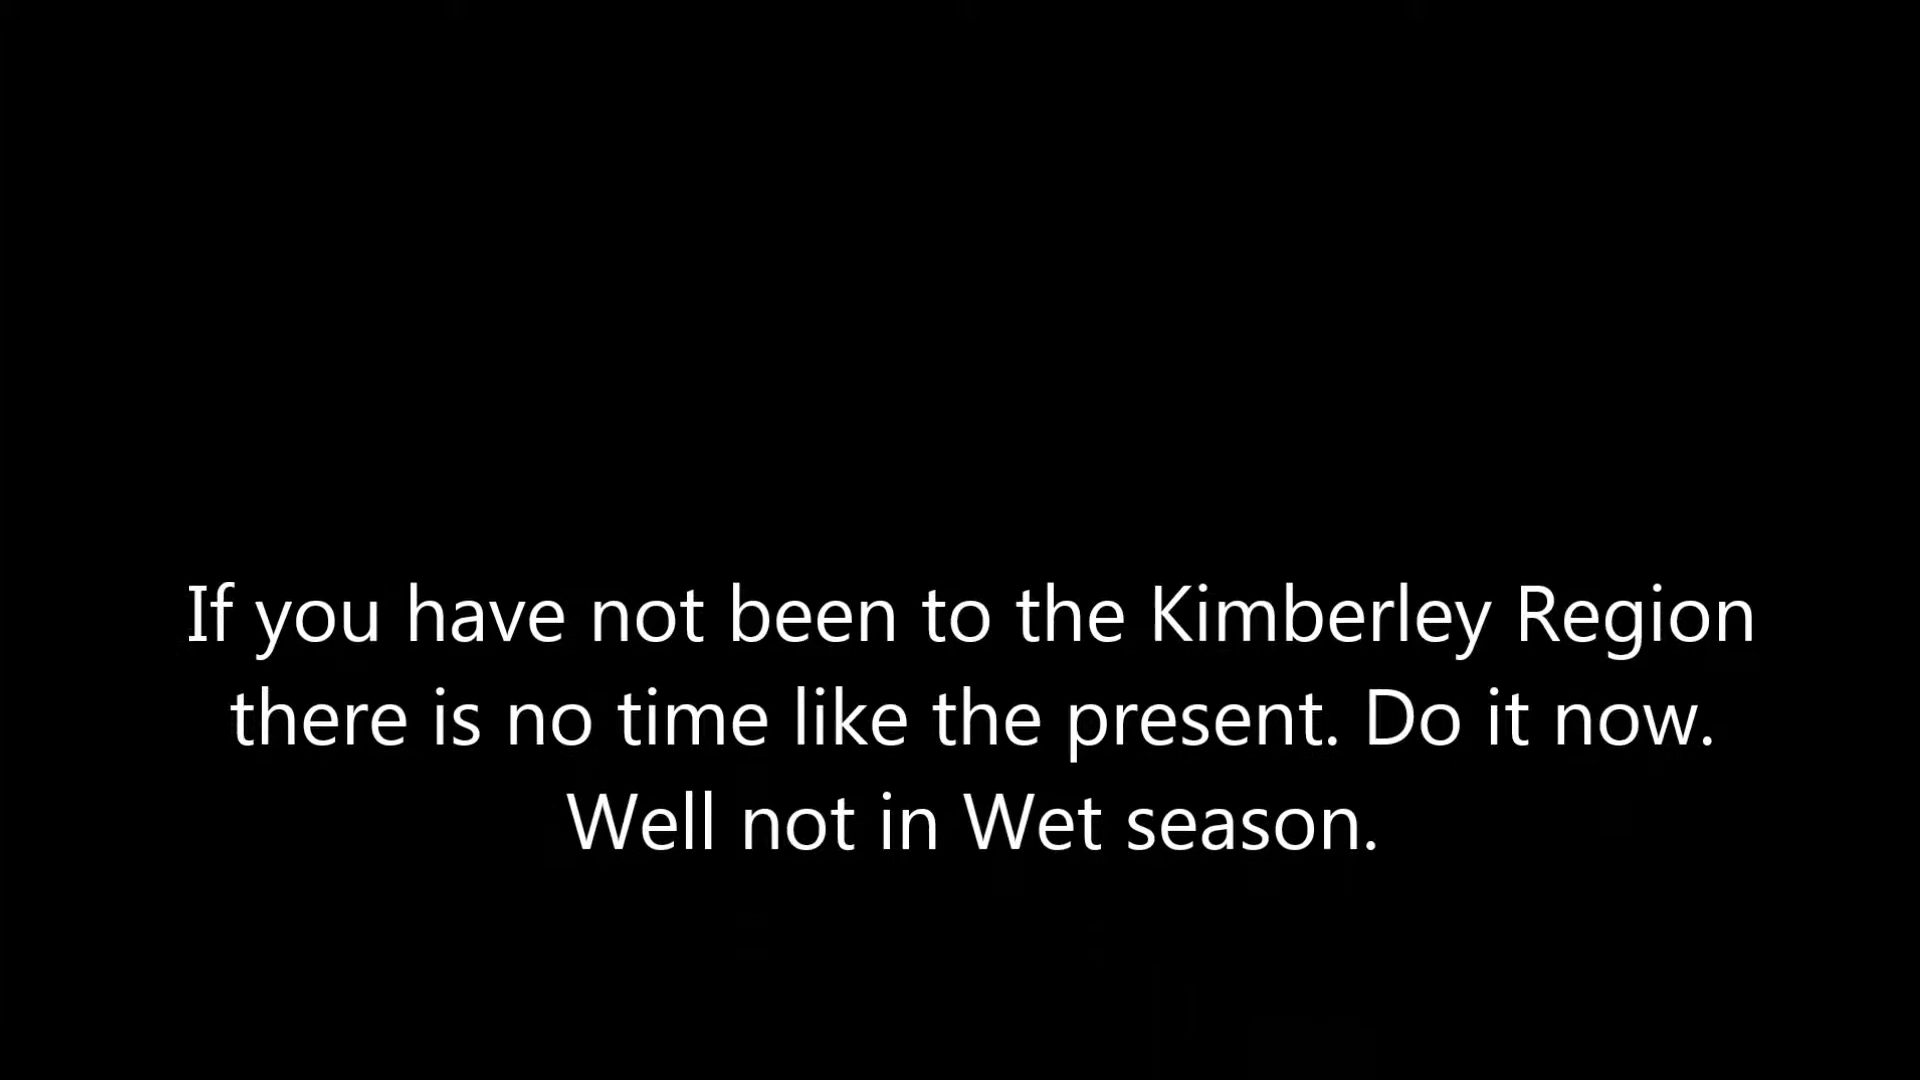 If you have not been to the Kimberley Region
there is no time like the present. Do it now.
Well not in Wet season.